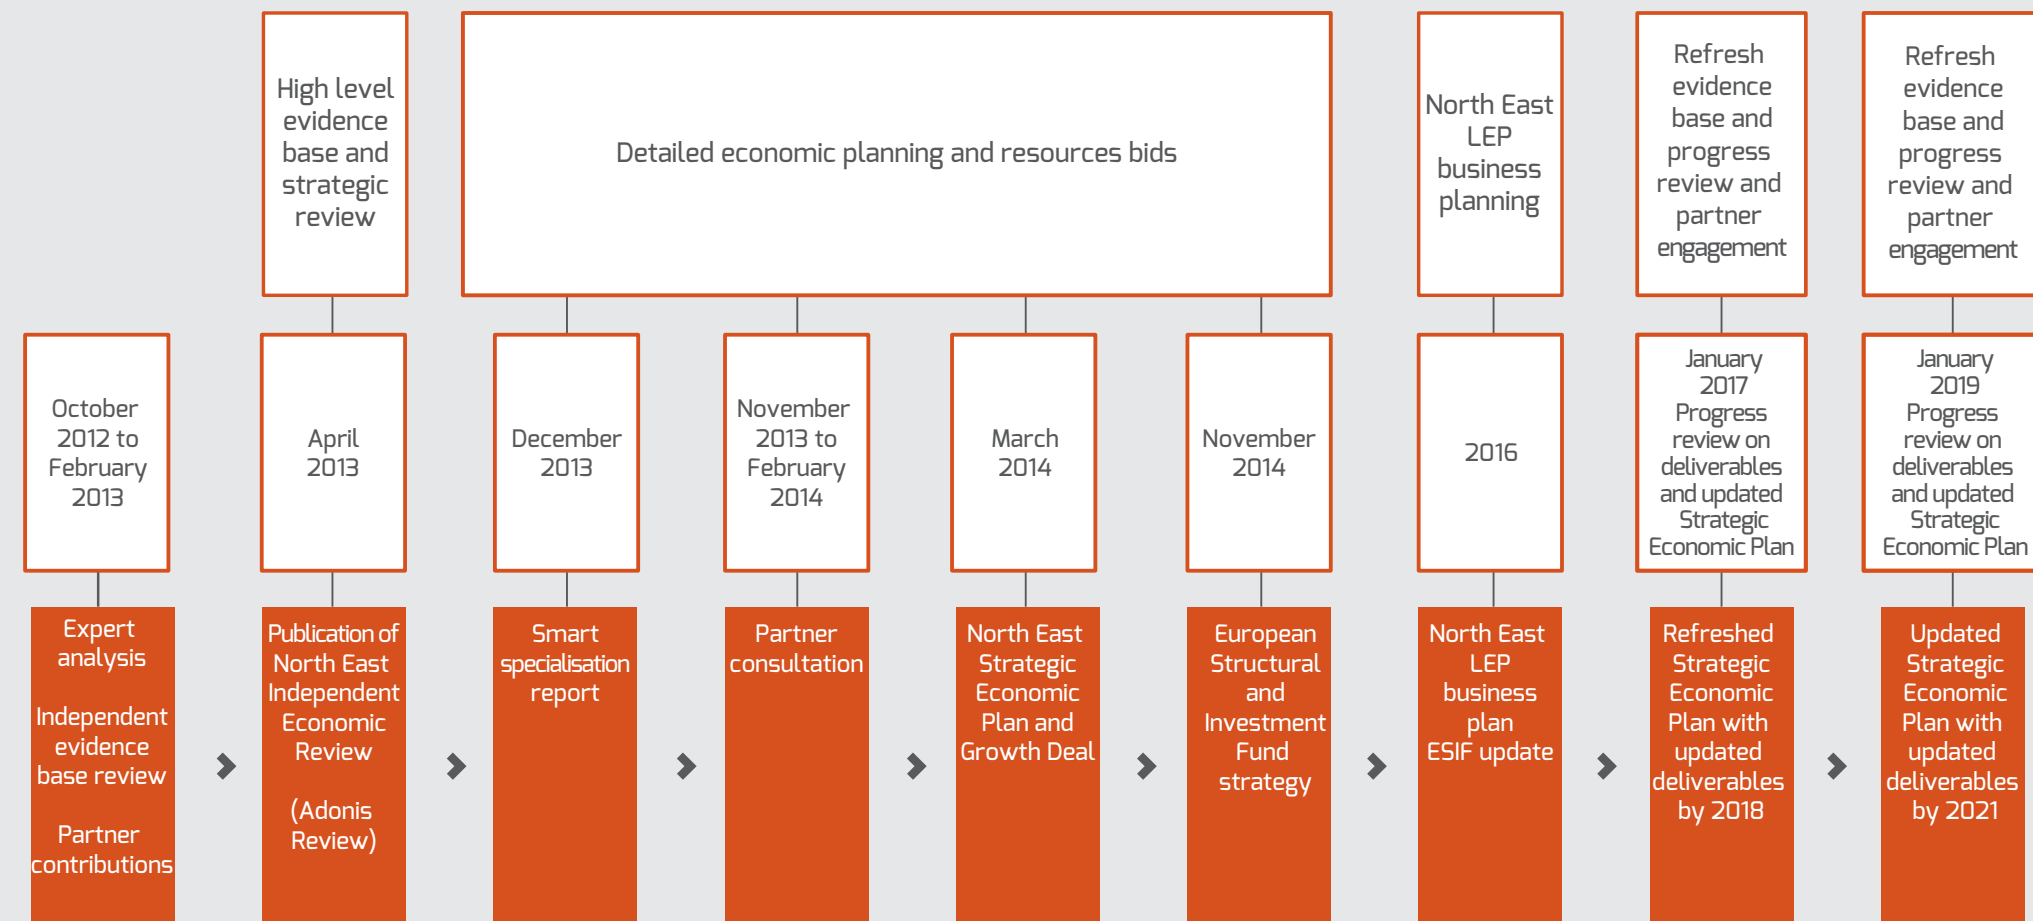 High level
evidence
base and
strategic
review
Detailed economic planning and resources bids
North East
LEP
business
planning
Refresh
evidence
base and
progress
review and
partner
engagement
Refresh
evidence
base and
progress
review and
partner
engagement
October
2012 to
February
2013
April
2013
December
2013
November
2013 to
February
2014
March
2014
November
2014
2016
January
2017
Progress
review on
deliverables
and updated
Strategic
Economic Plan
January
2019
Progress
review on
deliverables
and updated
Strategic
Economic Plan
Expert
analysis
Independent
evidence
base review
Partner
contributions
Publication of
North East
Independent
Economic
Review
(Adonis
Review)
Smart
specialisation
report
Partner
consultation
North East
Strategic
Economic
Plan and
Growth Deal
European
Structural
and
Investment
Fund
strategy
North East
LEP
business
plan
ESIF update
Refreshed
Strategic
Economic
Plan with
updated
deliverables
by 2018
Updated
Strategic
Economic
Plan with
updated
deliverables
by 2021